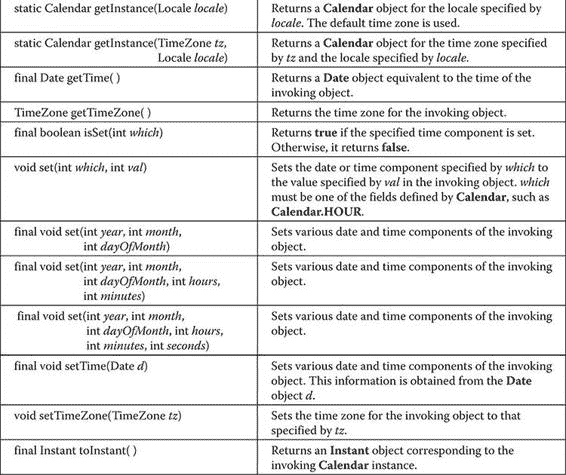 static Calendar getInstance(Locale locale)
Returns a Calendar object for the locale specified by
locale. The default time zone is used.
static Calendar getInstance(TimeZone tz,
Locale locale)
Returns a Calendar object for the time zone specified
by tz and the locale specified by locale.
final Date getTime( )
Returns a Date object equivalent to the time of the
invoking object.
TimeZone getTimeZone( )
Returns the time zone for the invoking object.
final boolean isSet(int which)
Returns true if the specified time component is set.
Otherwise, it returns false.
void set(int which, int val)
Sets the date or time component specified by which to
the value specified by val in the invoking object. which
must be one of the fields defined by Calendar, such as
Calendar.HOUR.
final void set(int year, int month,
int dayOfMonth)
Sets various date and time components of the invoking
object.
final void set(int year, int month,
int dayOfMonth, int hours,
int minutes)
Sets various date and time components of the invoking
object.
final void set(int year, int month,
int dayOfMonth, int hours,
int minutes, int seconds)
Sets various date and time components of the invoking
object.
final void setTime(Date d)
Sets various date and time components of the invoking
object. This information is obtained from the Date
object d.
void setTimeZone(TimeZone tz)
Sets the time zone for the invoking object to that
specified by tz.
final Instant toInstant( )
Returns an Instant object corresponding to the
invoking Calendar instance.